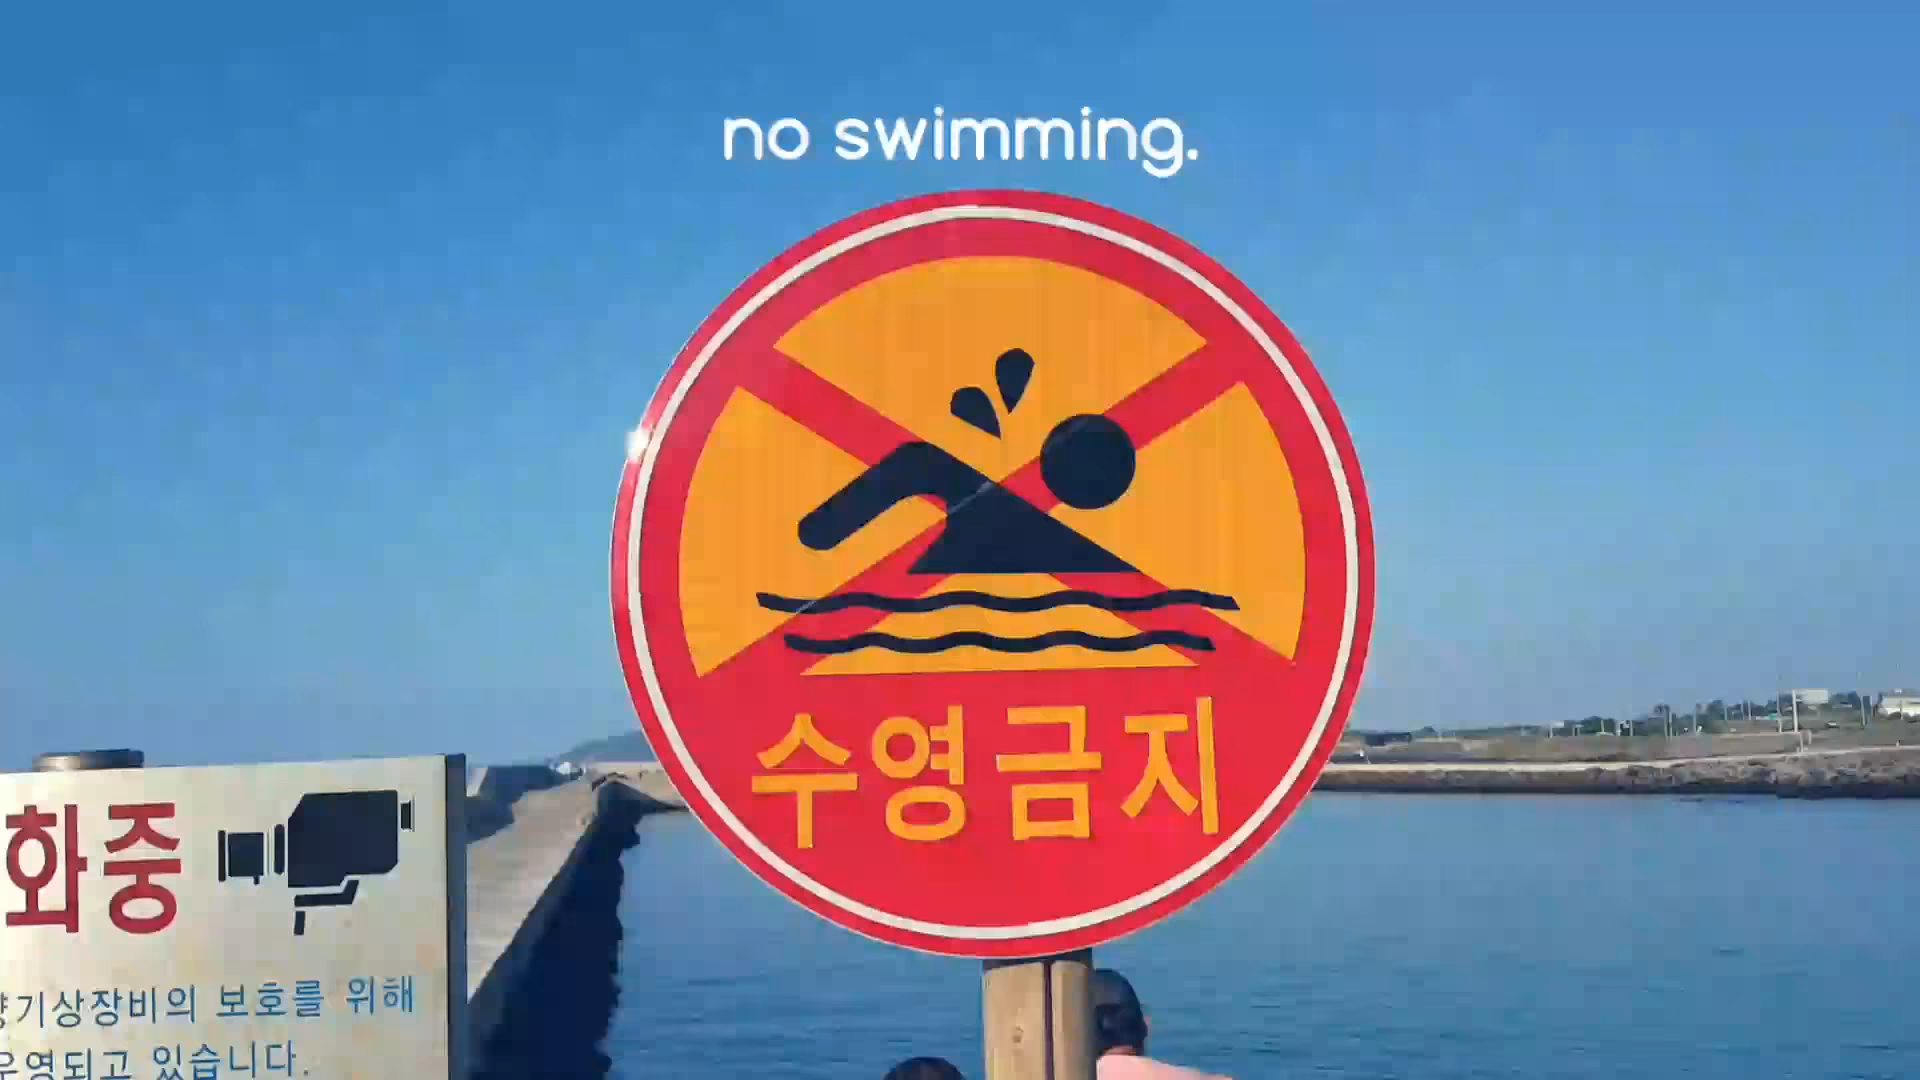 no swimming.
수영금지
화중
기상장비의 보호를 위해
운영되고 있습니다.